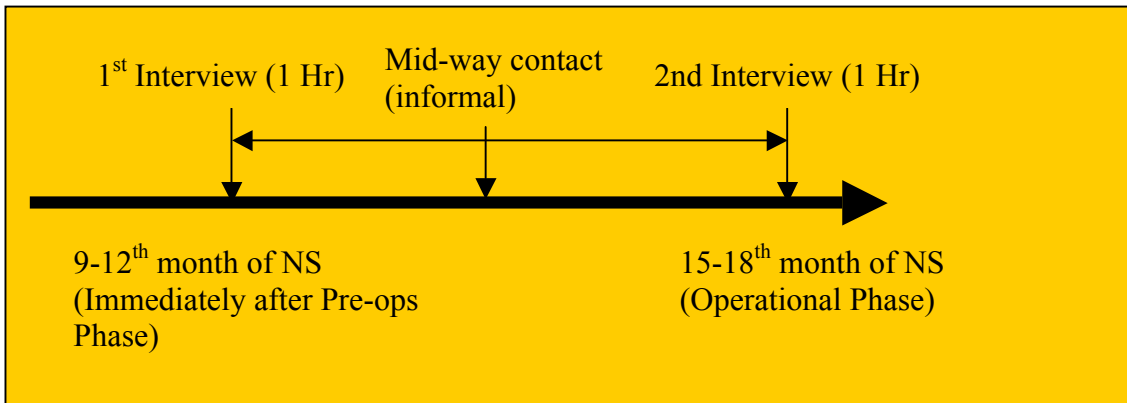 1st Interview (1 Hr)
Mid-way contact
(informal)
2nd Interview (1 Hr)
9-12th month of NS
(Immediately after Pre-ops
Phase)
15-18th month of NS
(Operational Phase)